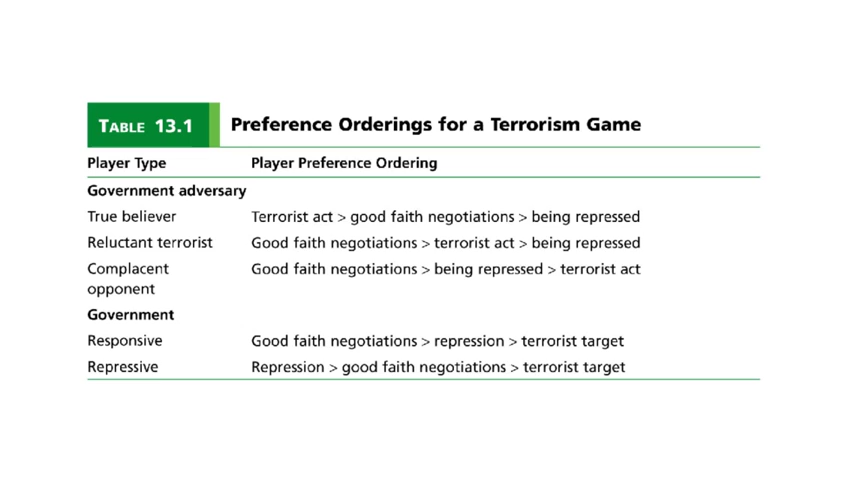 TABLE 13.1 Preference Orderings for a Terrorism Game
Player Type Player Preference Ordering
Government adversary
True believer Terrorist act > good faith negotiations > being repressed
Reluctant terrorist Good faith negotiations > terrorist act > being repressed
Complacent Good faith negotiations > being repressed > terrorist act
opponent
Government
Responsive Good faith negotiations > repression > terrorist target
Repressive Repression > good faith negotiations > terrorist target